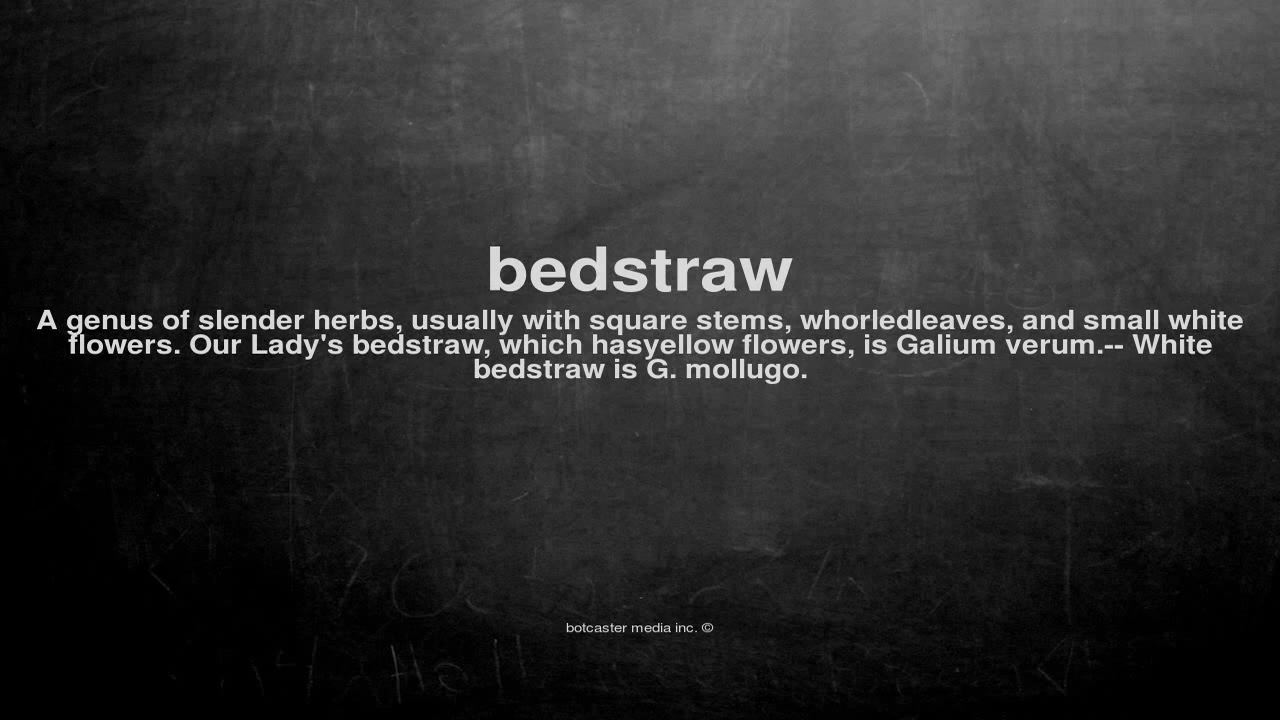 bedstraw
A genus of slender herbs, usually with square stems, whorledleaves, and small white
flowers. Our Lady's bedstraw, which hasyellow flowers, is Galium verum.-- White
bedstraw is G. mollugo.
botcaster media inc. ©